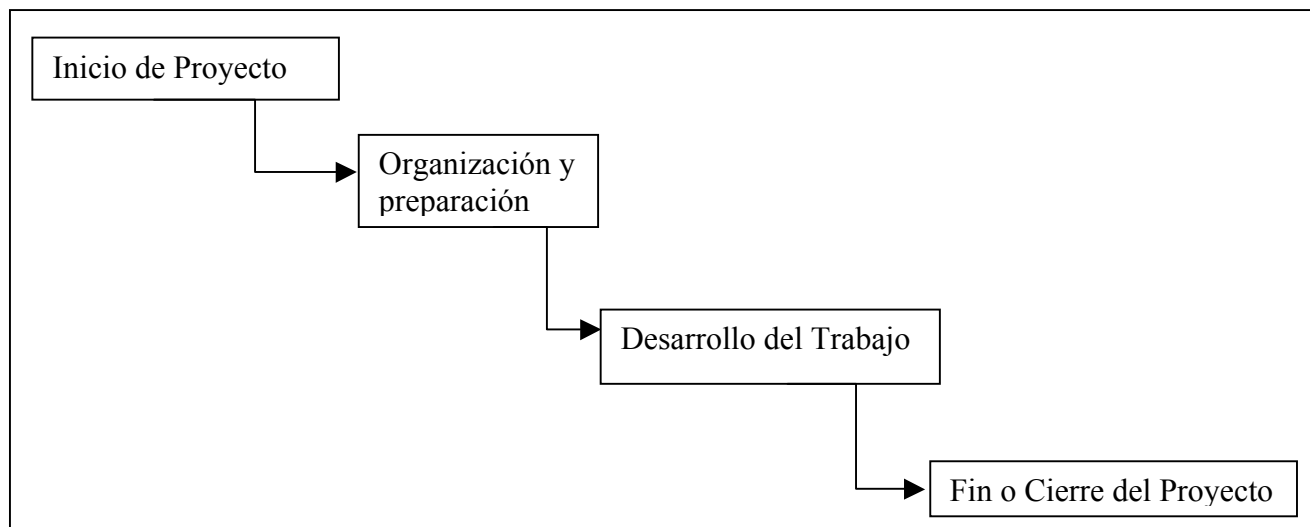 Inicio de Proyecto
Organización y
preparación
Desarrollo del Trabajo
Fin o Cierre del Proyecto